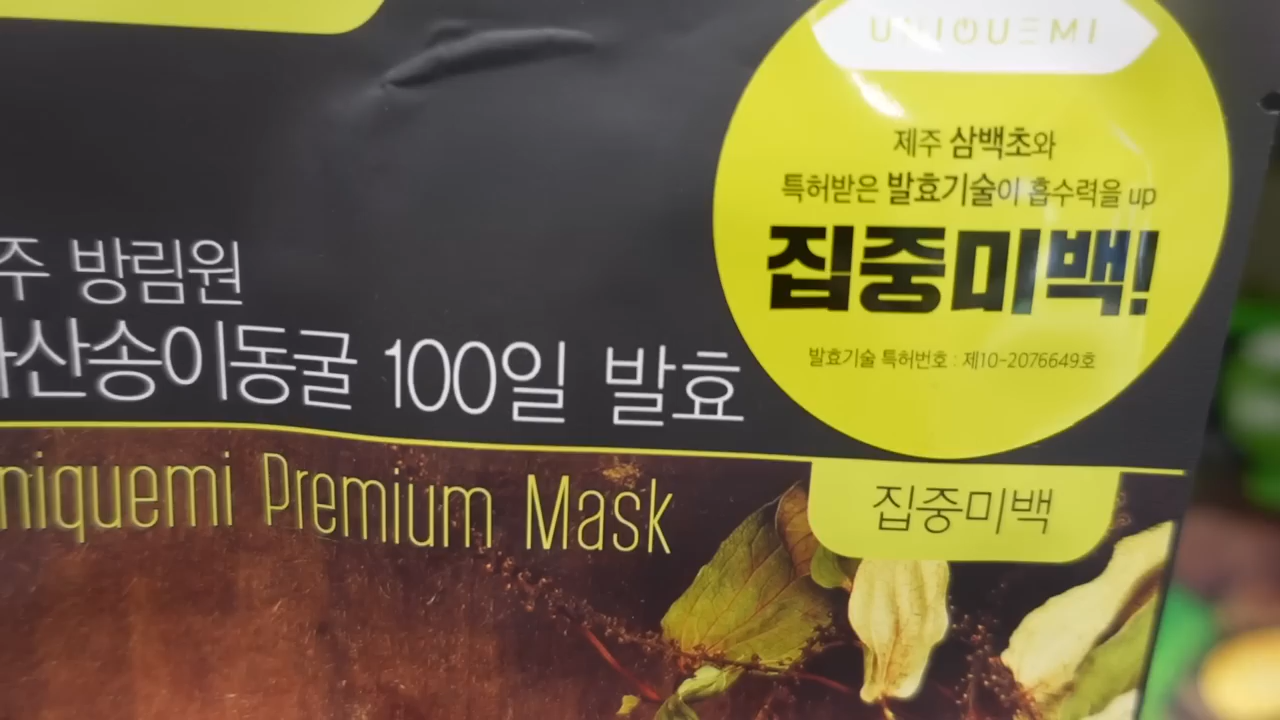 UNIQUEMI
제주 삼백초와
특허받은 발효기술이 흡수력을 up
집중미백!
발효기술 특허번호 : 제10-2076649호
주 방림원
산송이동굴 100일 발효
niquemi Premium Mask
집중미백